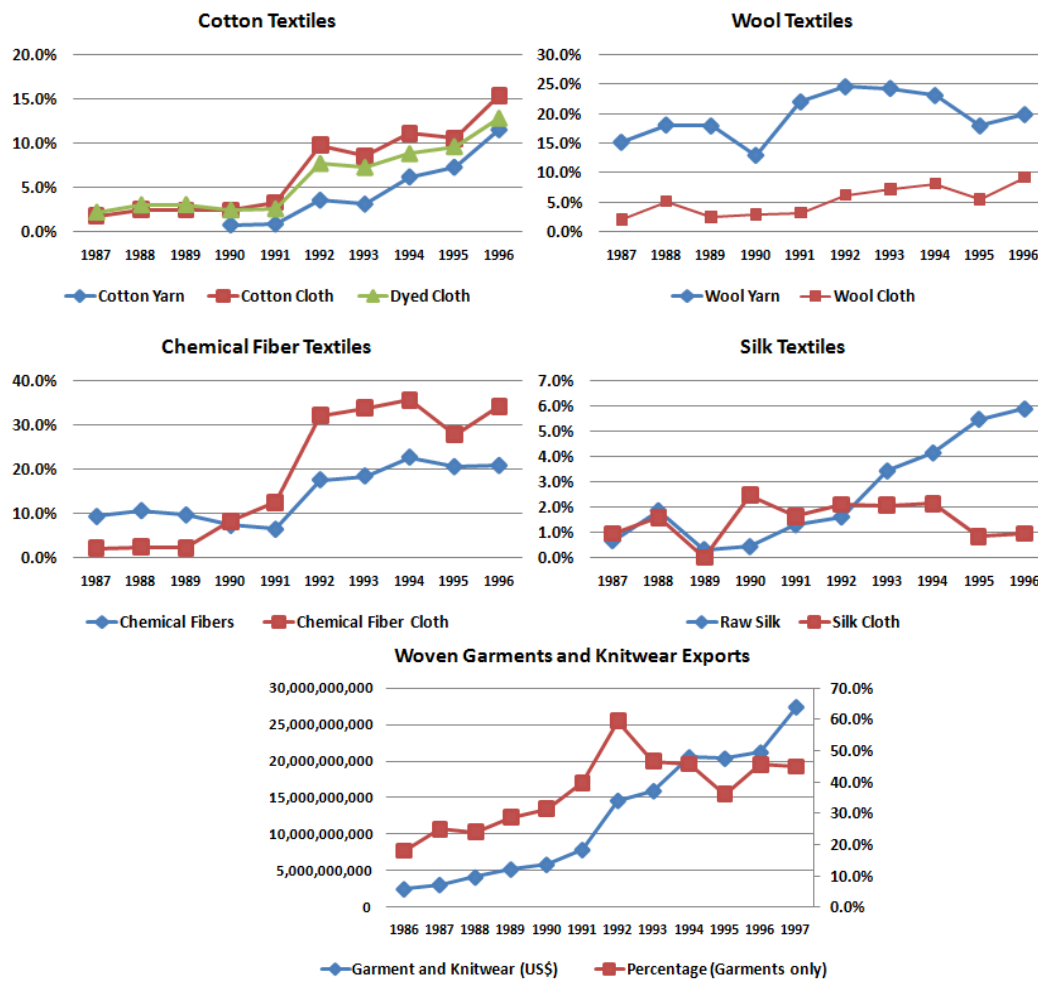 Cotton Textiles
20.0%
15.0%
10.0%
5.0%
0.0%
1987 1988 1989 1990 1991 1992 1993 1994 1995 1996
Cotton Yarn Cotton Cloth Dyed Cloth
Wool Textiles
30.0%
25.0%
20.0%
15.0%
10.0%
5.0%
0.0%
1987 1988 1989 1990 1991 1992 1993 1994 1995 1996
Wool Yarn Wool Cloth
Chemical Fiber Textiles
40.0%
30.0%
20.0%
10.0%
0.0%
1987 1988 1989 1990 1991 1992 1993 1994 1995 1996
Chemical Fibers Chemical Fiber Cloth
Silk Textiles
7.0%
6.0%
5.0%
4.0%
3.0%
2.0%
1.0%
0.0%
1987 1988 1989 1990 1991 1992 1993 1994 1995 1996
Raw Silk Silk Cloth
Woven Garments and Knitwear Exports
30,000,000,000
25,000,000,000
20,000,000,000
15,000,000,000
10,000,000,000
5,000,000,000
0
70.0%
60.0%
50.0%
40.0%
30.0%
20.0%
10.0%
0.0%
1986 1987 1988 1989 1990 1991 1992 1993 1994 1995 1996 1997
Garment and Knitwear (US$) Percentage (Garments only)